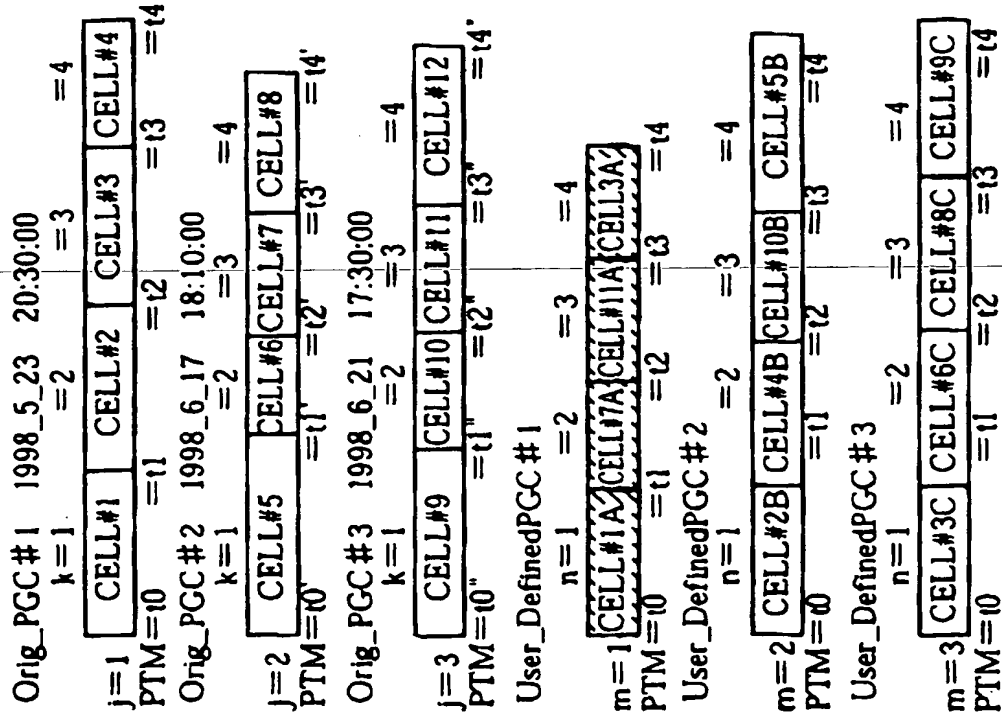 Orig_PGC#1 1998_5_23 20:30:00
k=1 =2 =3 =4
j=1 CELL#1 CELL#2 CELL#3 CELL#4
PTM=t0 =t1 =t2 =t3 =t4
Orig_PGC#2 1998_6_17 18:10:00
k=1 =2 =3 =4
j=2 CELL#5 CELL#6 CELL#7 CELL#8
PTM=t0' =t1' =t2' =t3' =t4'
Orig_PGC#3 1998_6_21 17:30:00
k=1 =2 =3 =4
j=3 CELL#9 CELL#10 CELL#11 CELL#12
PTM=t0" =t1" =t2" =t3" =t4'
User_DefinedPGC#1
n=1 =2 =3 =4
m=1 CELL#1A CELL#7A CELL#11A CELL3A
PTM=t0 =t1 =t2 =t3 =t4
User_DefinedPGC#2
n=1 =2 =3 =4
m=2 CELL#2B CELL#4B CELL#10B CELL#5B
PTM=t0 =t1 =t2 =t3 =t4
User_DefinedPGC#3
n=1 =2 =3 =4
m=3 CELL#3C CELL#6C CELL#8C CELL#9C
PTM=t0 =t1 =t2 =t3 =t4